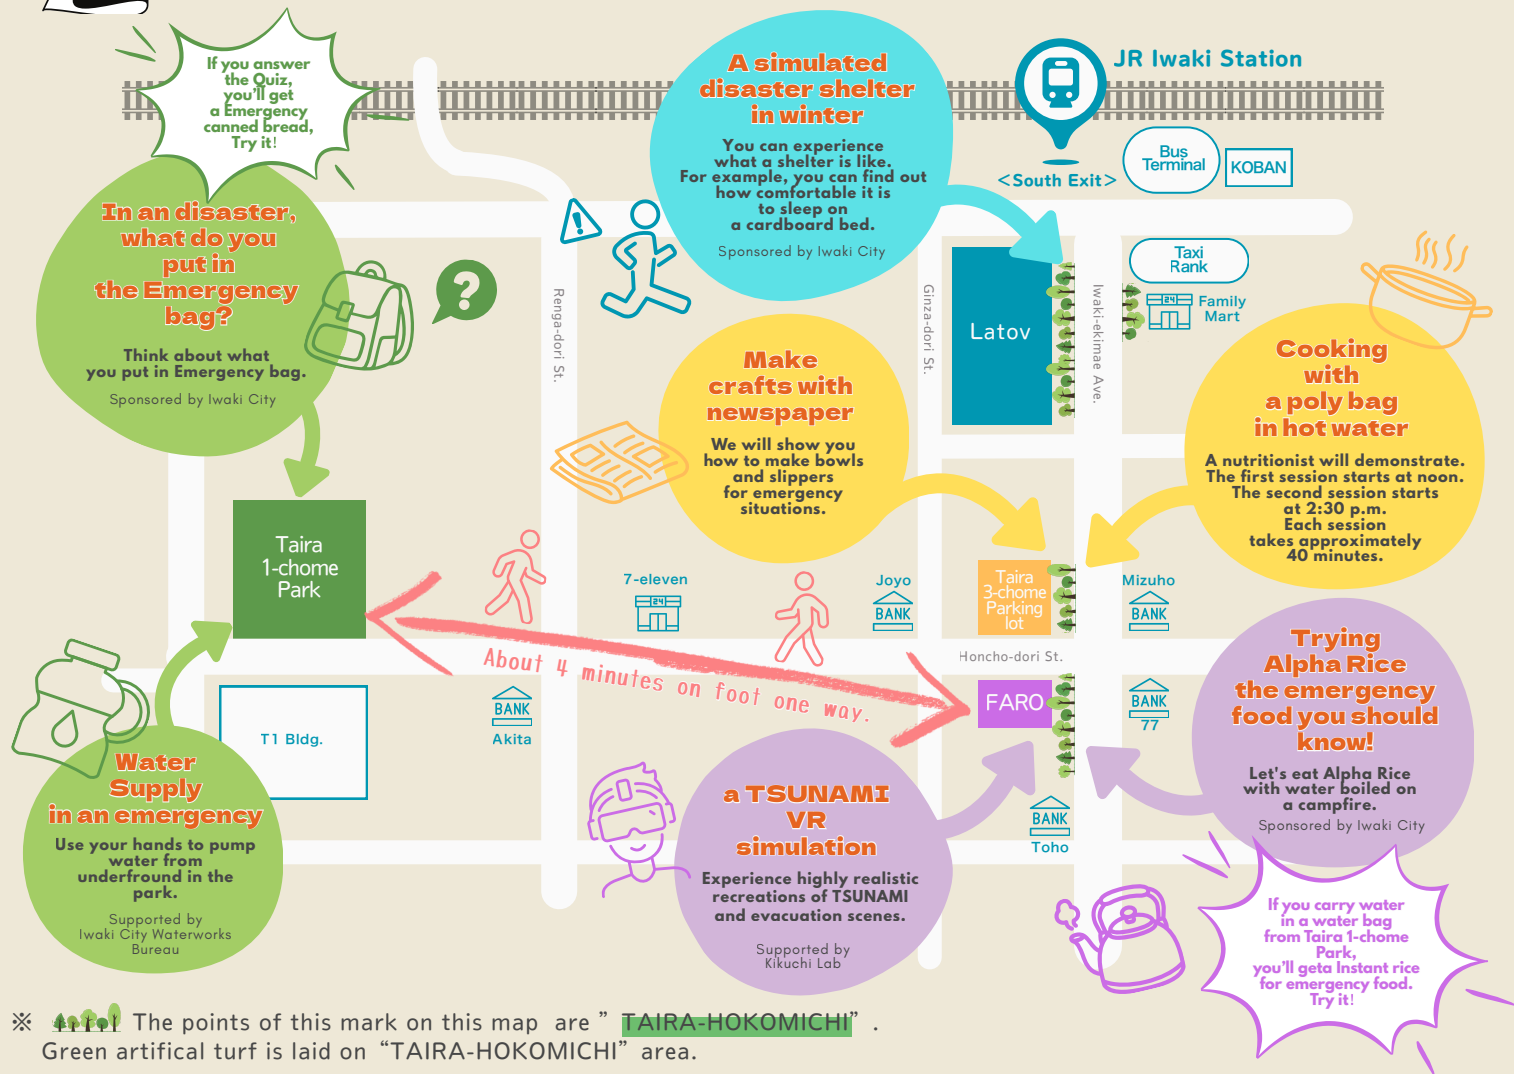 If you answer
the Quiz,
you'll get
a Emergency
canned bread,
Try it!
In an disaster,
what do you
put in
the Emergency
bag?
Think about what
you put in Emergency bag.
Sponsored by Iwaki City
?
A simulated
disaster shelter
in winter
You can experience
what a shelter is like.
For example, you can find out
how comfortable it is
to sleep on
a cardboard bed.
Sponsored by Iwaki City
!
JR Iwaki Station
<South Exit>
Bus
Terminal
KOBAN
Taxi
Rank
24
Family
Mart
Latov
Renga-dori St.
Ginza-dori St.
Iwaki-ekimae Ave.
Make
crafts with
newspaper
We will show you
how to make bowls
and slippers
for emergency
situations.
Cooking
with
a poly bag
in hot water
A nutritionist will demonstrate.
The first session starts at noon.
The second session starts
at 2:30 p.m.
Each session
takes approximately
40 minutes.
Taira
1-chome
Park
7-eleven
24
Joyo
BANK
Taira
3-chome
Parking
lot
Mizuho
BANK
Honcho-dori St.
About 4 minutes on foot one way.
FARO
BANK
77
BANK
Akita
T1 Bldg.
BANK
Toho
Water
Supply
in an emergency
Use your hands to pump
water from
underfround in the
park.
Supported by
Iwaki City Waterworks
Bureau
a TSUNAMI
VR
simulation
Experience highly realistic
recreations of TSUNAMI
and evacuation scenes.
Supported by
Kikuchi Lab
Trying
Alpha Rice
the emergency
food you should
know!
Let's eat Alpha Rice
with water boiled on
a campfire.
Sponsored by Iwaki City
If you carry water
in a water bag
from Taira 1-chome
Park,
you'll geta Instant rice
for emergency food.
Try it!
※ The points of this mark on this map are ” TAIRA-HOKOMICHI” .
Green artifical turf is laid on “TAIRA-HOKOMICHI” area.